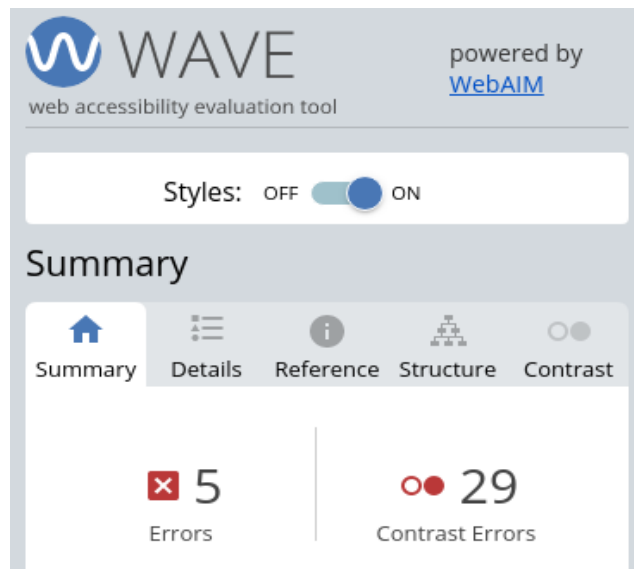 WAVE
powered by
WebAIM
web accessibility evaluation tool
Styles: OFF ON
Summary
Summary Details Reference Structure Contrast
5 29
Errors Contrast Errors